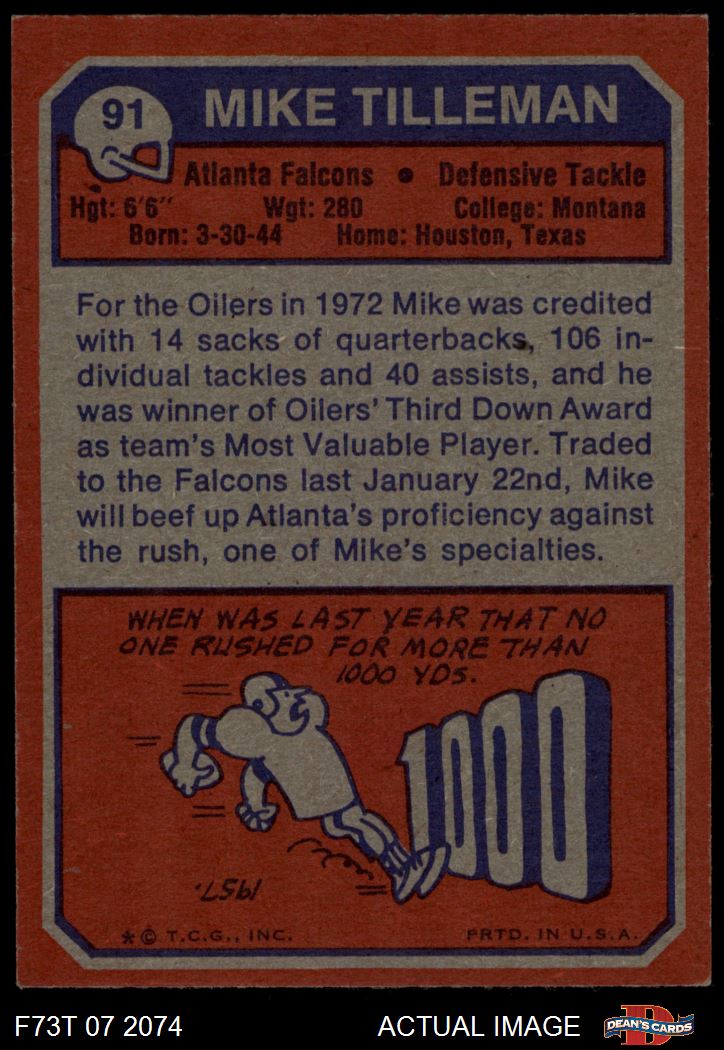 91
MIKE TILLEMAN
Atlanta Falcons • Defensive Tackle
Hgt: 6'6" Wgt: 280 College: Montana
Born: 3-30-44 Home: Houston, Texas
For the Oilers in 1972 Mike was credited
with 14 sacks of quarterbacks, 106 in-
dividual tackles and 40 assists, and he
was winner of Oilers' Third Down Award
as team's Most Valuable Player. Traded
to the Falcons last January 22nd, Mike
will beef up Atlanta's proficiency against
the rush, one of Mike's specialties.
WHEN WAS LAST YEAR THAT NO
ONE RUSHED FOR MORE THAN
1000 YDS.
1000
1957.
* © T.C.G., INC. PRTD. IN U.S.A.
F73T 07 2074 ACTUAL IMAGE
D
DEAN'S CARDS